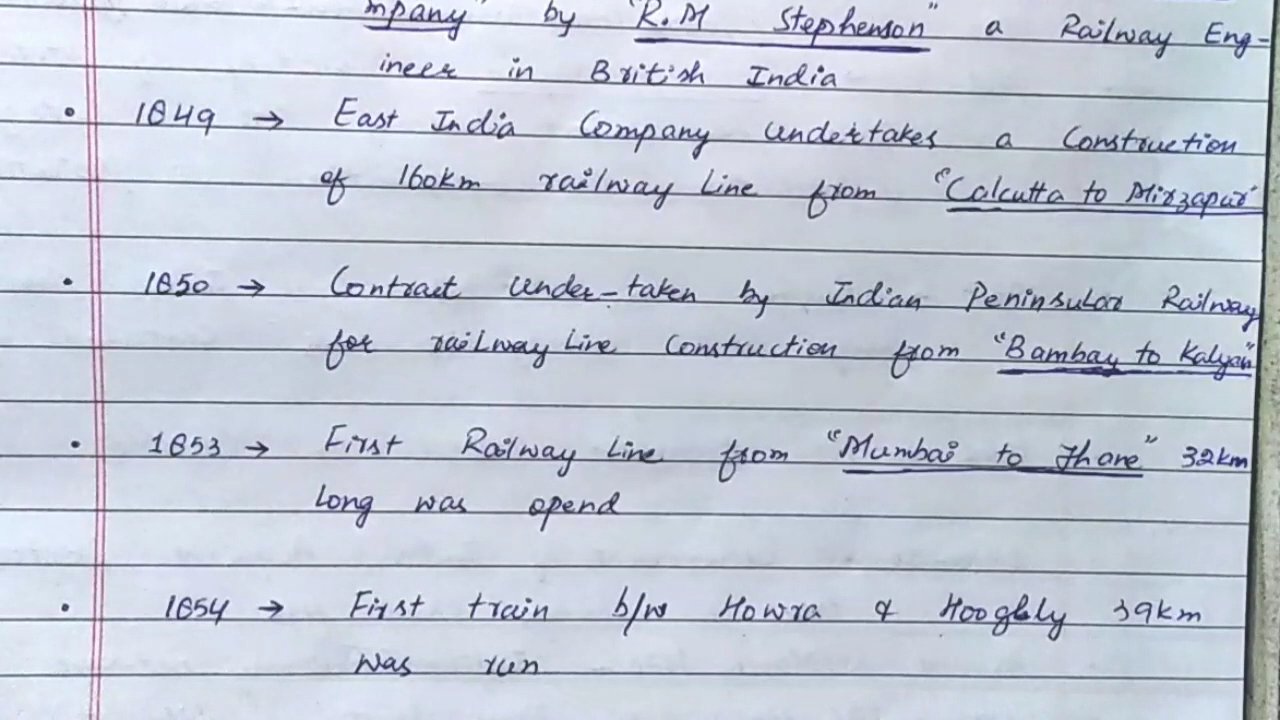 mpany" by "R.M Stephenson" a Railway Eng-
ineer in British India
• 1849 → East India Company undertakes a Construction
of 160km railway Line from "Calcutta to Mirzapur"
• 1850 → Contract under-taken by Indian Peninsular Railway
for railway Line Construction from "Bambay to Kalyan"
• 1853 → First Railway Line from "Mumbai to Thane" 32km
Long was opend
• 1854 → First train b/w Howra & Hooghly 39km
was run